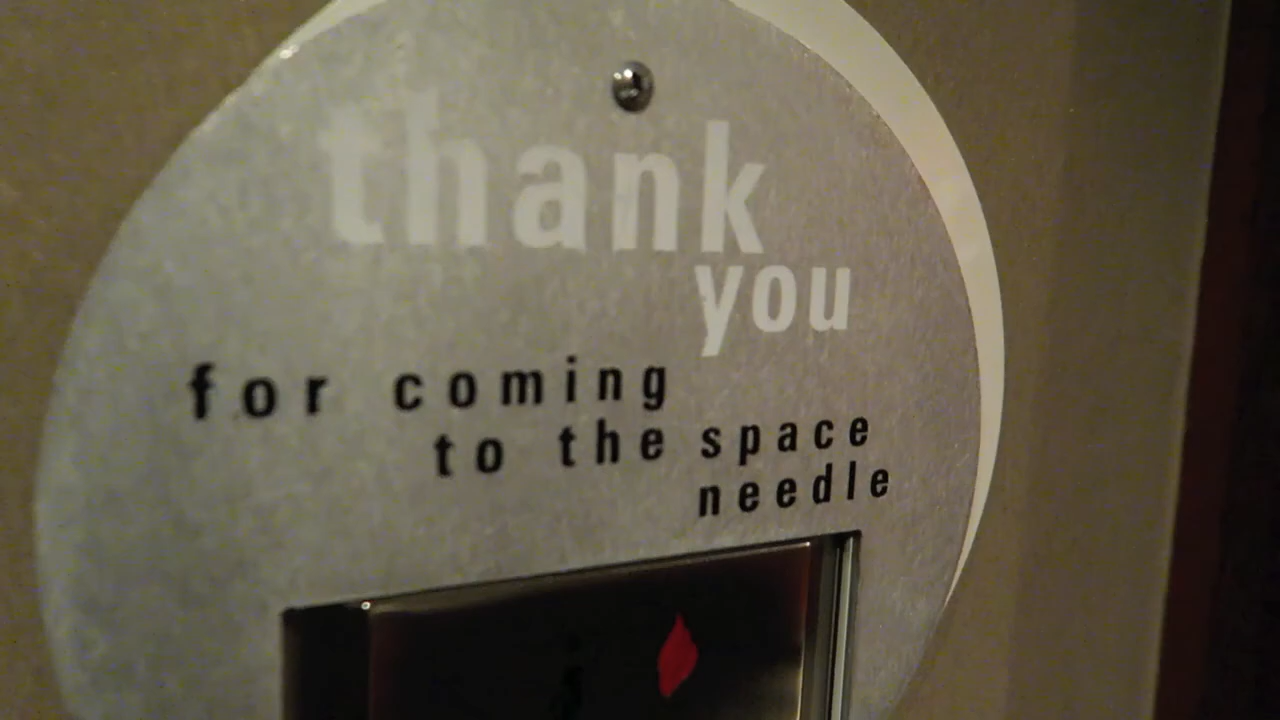 thank
you
for coming
to the space
needle